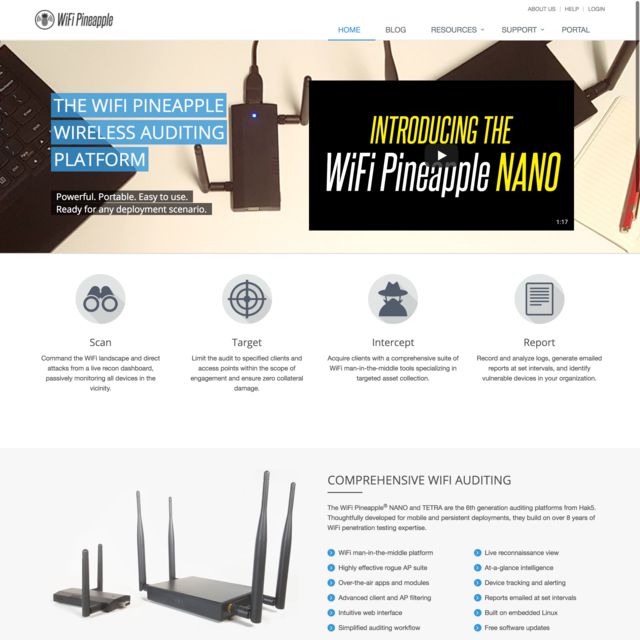 WiFi Pineapple
ABOUT US | HELP | LOGIN
HOME BLOG RESOURCES SUPPORT PORTAL
THE WIFI PINEAPPLE
WIRELESS AUDITING
PLATFORM
Powerful. Portable. Easy to use.
Ready for any deployment scenario.
INTRODUCING THE
WiFi Pineapple NANO
1:17
Scan
Command the WiFi landscape and direct
attacks from a live recon dashboard,
passively monitoring all devices in the
vicinity.
Target
Limit the audit to specified clients and
access points within the scope of
engagement and ensure zero collateral
damage.
Intercept
Acquire clients with a comprehensive suite of
WiFi man-in-the-middle tools specializing in
targeted asset collection.
Report
Record and analyze logs, generate emailed
reports at set intervals, and identify
vulnerable devices in your organization.
COMPREHENSIVE WIFI AUDITING
The WiFi Pineapple® NANO and TETRA are the 6th generation auditing platforms from Hak5.
Thoughtfully developed for mobile and persistent deployments, they build on over 8 years of
WiFi penetration testing expertise.
WiFi man-in-the-middle platform
Highly effective rogue AP suite
Over-the-air apps and modules
Advanced client and AP filtering
Intuitive web interface
Simplified auditing workflow
Live reconnaissance view
At-a-glance intelligence
Device tracking and alerting
Reports emailed at set intervals
Built on embedded Linux
Free software updates